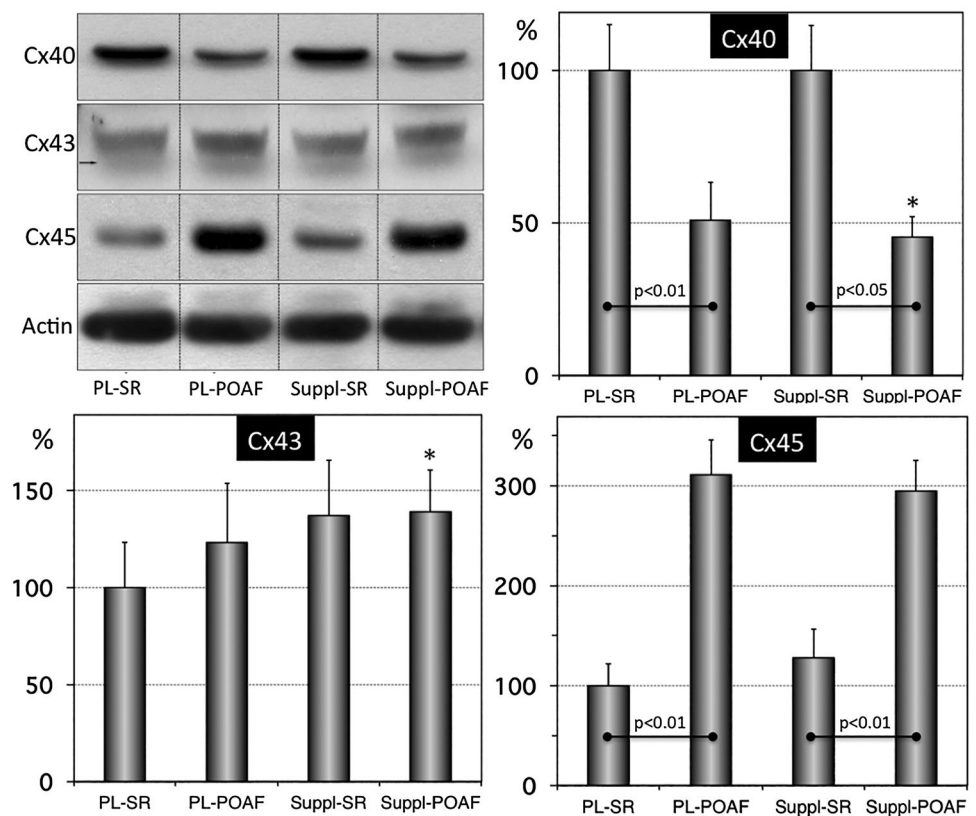 Cx40
Cx43
Cx45
Actin
PL-SR PL-POAF Suppl-SR Suppl-POAF
% Cx40
100
50 *
p<0.01 p<0.05
0
PL-SR PL-POAF Suppl-SR Suppl-POAF
% Cx43
*
150
100
50
0
PL-SR PL-POAF Suppl-SR Suppl-POAF
% Cx45
300
200
100
p<0.01 p<0.01
0
PL-SR PL-POAF Suppl-SR Suppl-POAF